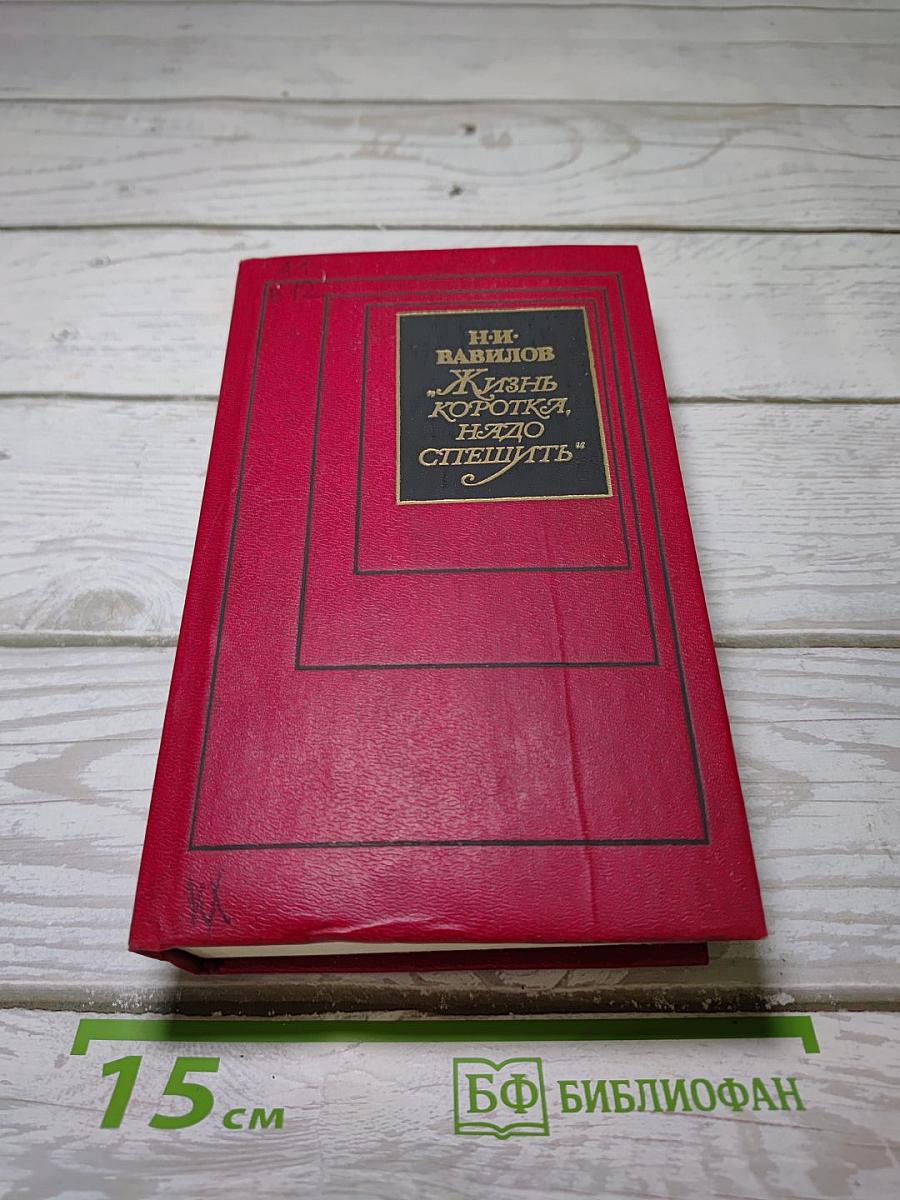 Н·И·
ВАВИЛОВ
„Жизнь
коротка,
надо
спешить“
15 см
БФ БИБЛИОФАН